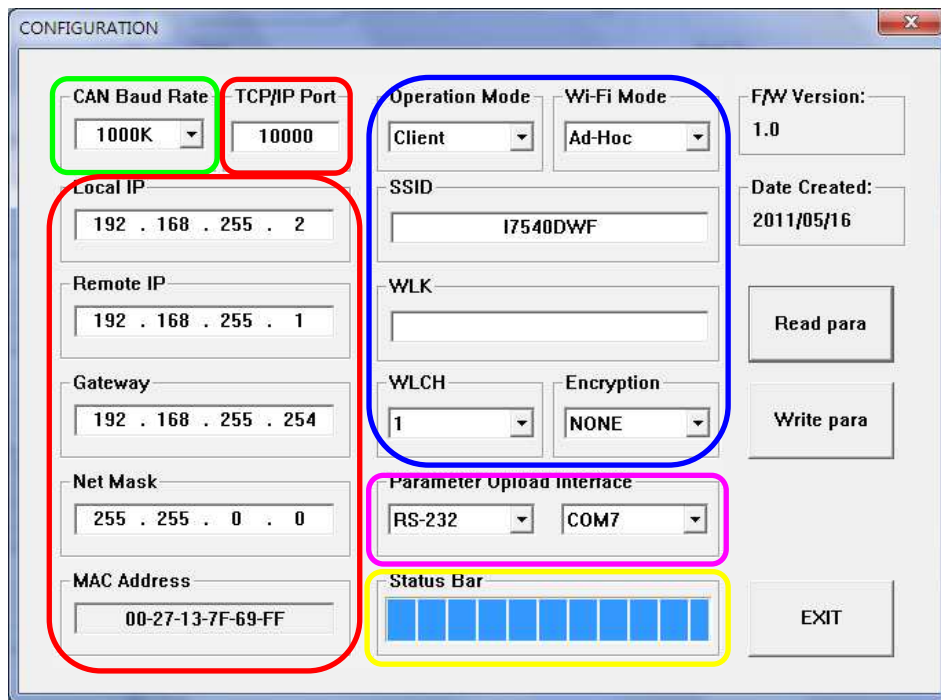 CONFIGURATION
CAN Baud Rate
1000K
TCP/IP Port
10000
Local IP
192 . 168 . 255 . 2
Remote IP
192 . 168 . 255 . 1
Gateway
192 . 168 . 255 . 254
Net Mask
255 . 255 . 0 . 0
MAC Address
00-27-13-7F-69-FF
Operation Mode
Client
Wi-Fi Mode
Ad-Hoc
SSID
I7540DWF
WLK
WLCH
1
Encryption
NONE
Parameter Upload Interface
RS-232
COM7
Status Bar
F/W Version:
1.0
Date Created:
2011/05/16
Read para
Write para
EXIT